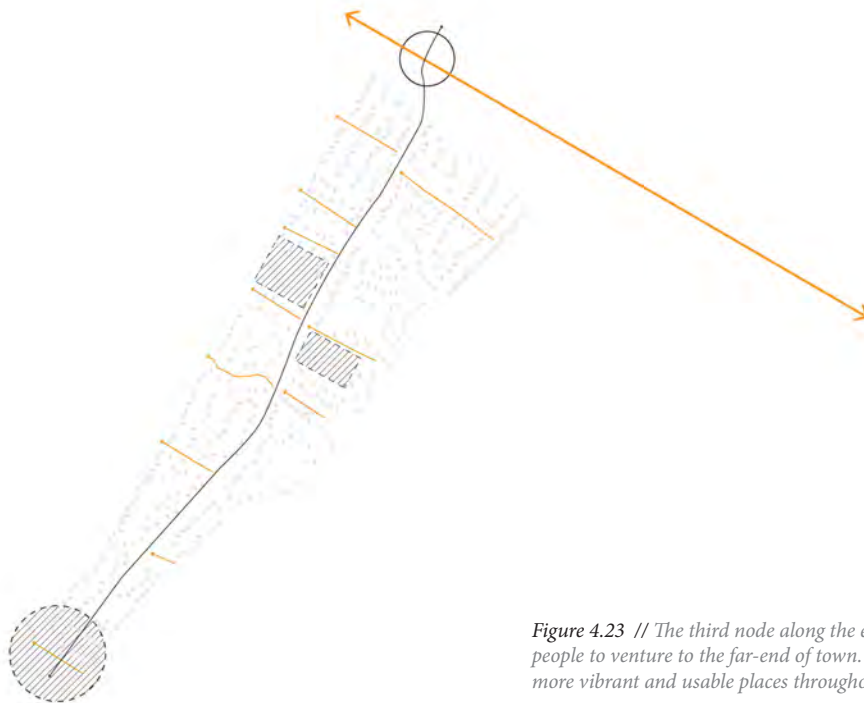 Figure 4.23 // The third node along the
people to venture to the far-end of town.
more vibrant and usable places